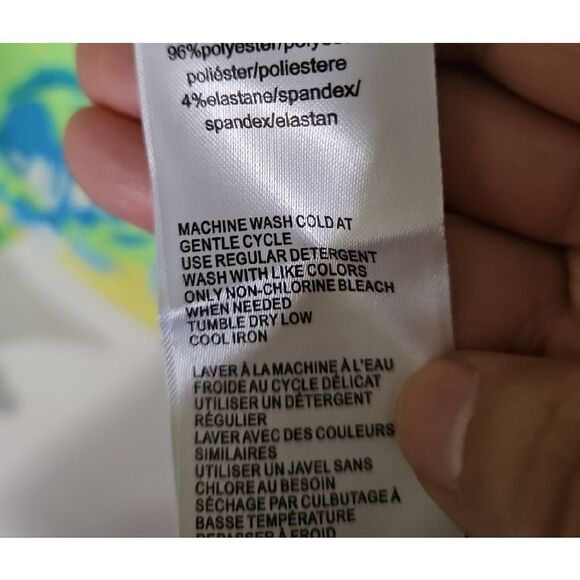 96%polyester/polyes
poliéster/poliestere
4%elastane/spandex/
spandex/elastan
MACHINE WASH COLD AT
GENTLE CYCLE
USE REGULAR DETERGENT
WASH WITH LIKE COLORS
ONLY NON-CHLORINE BLEACH
WHEN NEEDED
TUMBLE DRY LOW
COOL IRON
LAVER À LA MACHINE À L'EAU
FROIDE AU CYCLE DÉLICAT
UTILISER UN DÉTERGENT
RÉGULIER
LAVER AVEC DES COULEURS
SIMILAIRES
UTILISER UN JAVEL SANS
CHLORE AU BESOIN
SÉCHAGE PAR CULBUTAGE À
BASSE TEMPÉRATURE
REPASSER À FROID